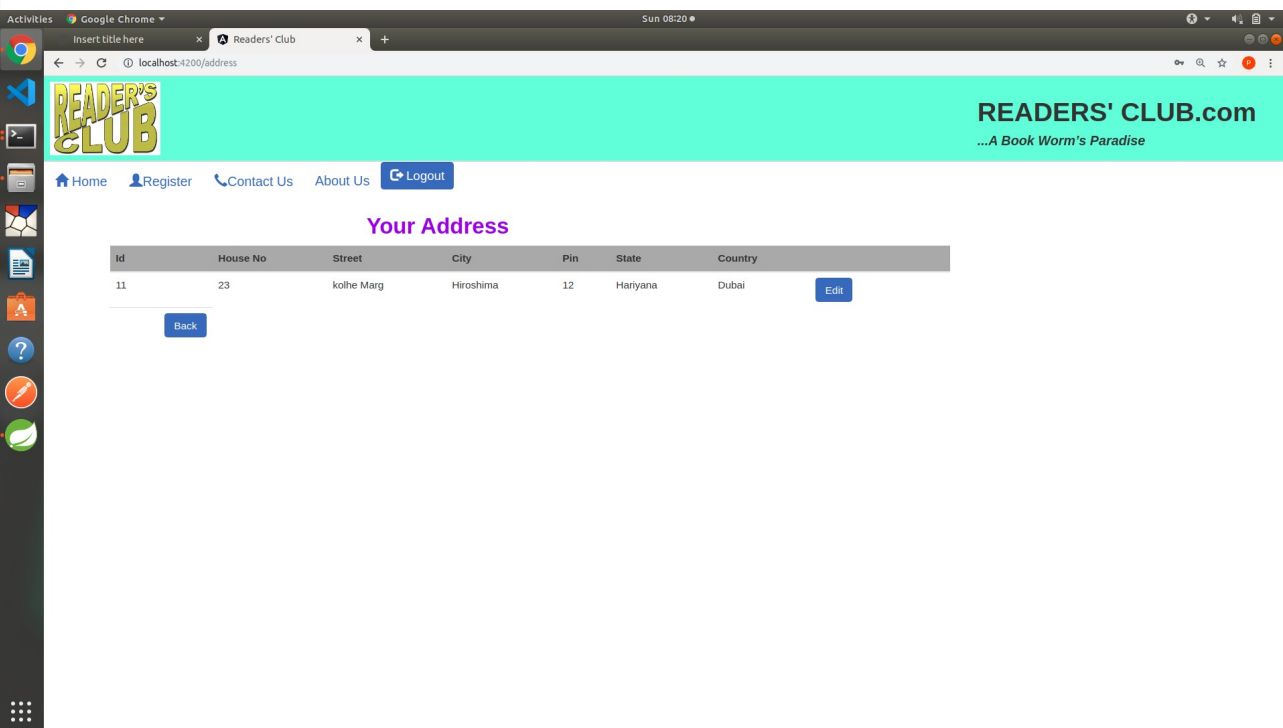 Activities Google Chrome Sun 08:20
Insert title here × Readers' Club × +
localhost:4200/address P
READER'S CLUB
READERS' CLUB.com
...A Book Worm's Paradise
Home Register Contact Us About Us Logout
Your Address
Id House No Street City Pin State Country
11 23 kolhe Marg Hiroshima 12 Hariyana Dubai Edit
Back